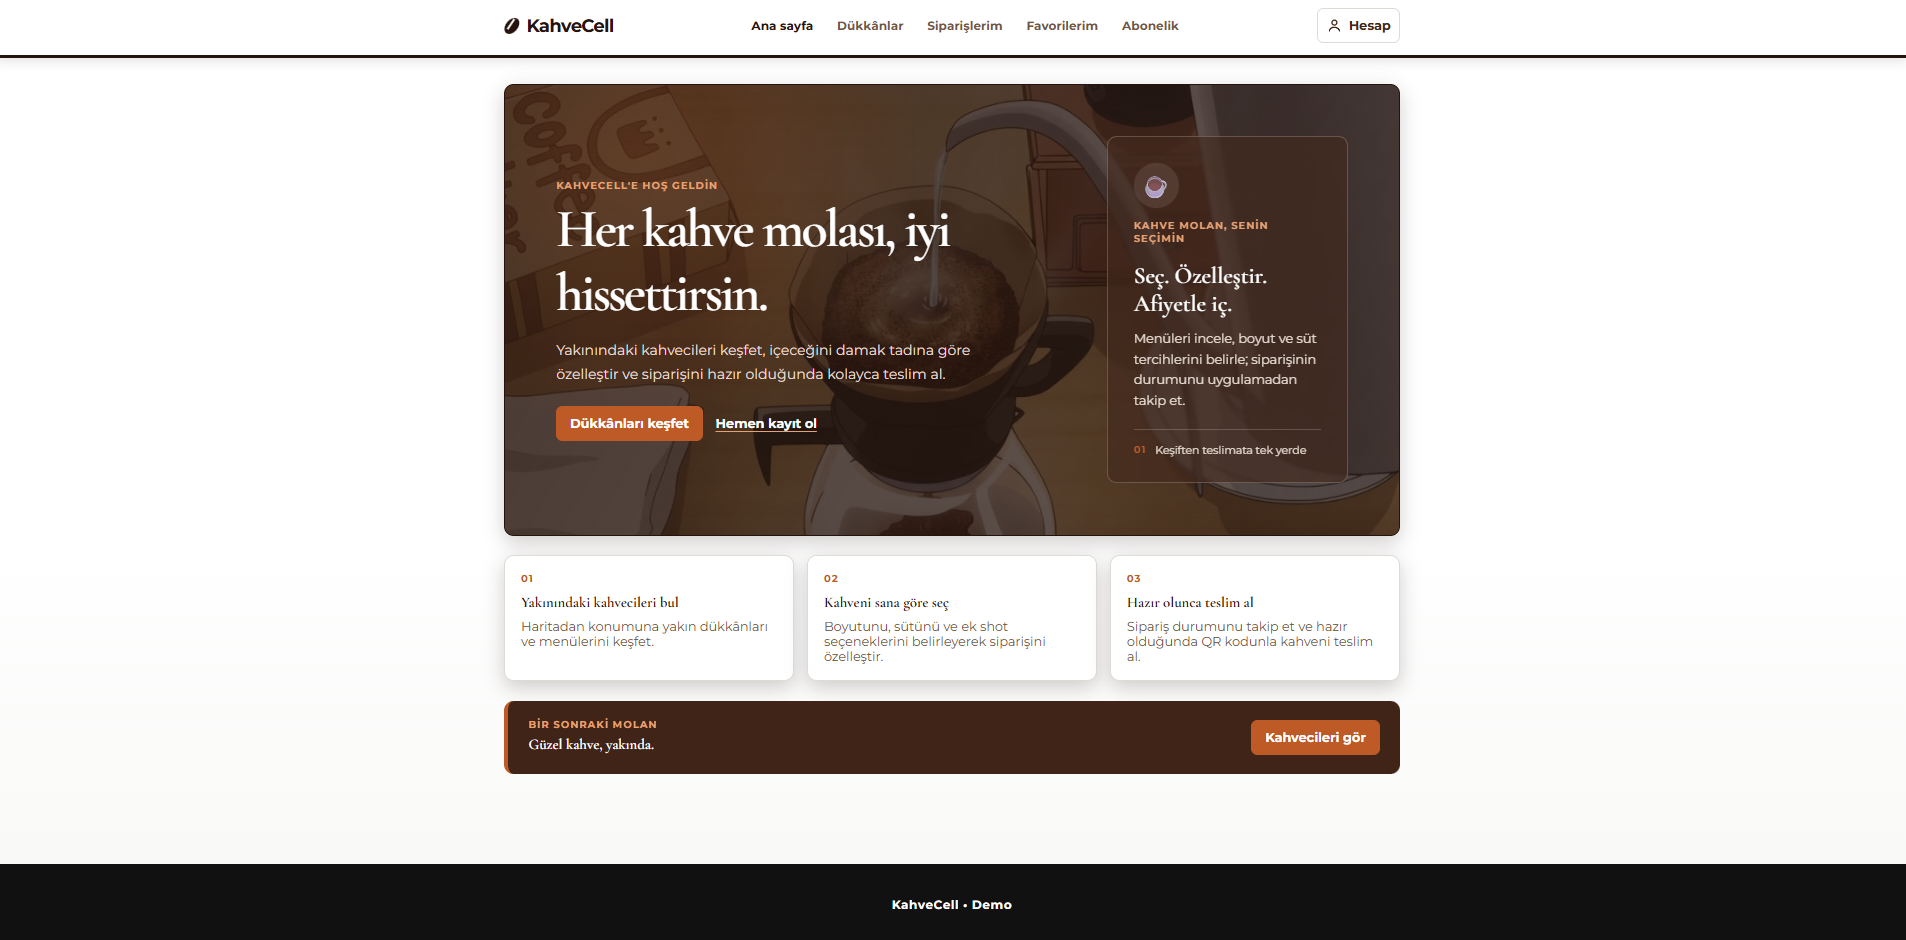 KahveCell
Ana sayfa
Dükkânlar
Siparişlerim
Favorilerim
Abonelik
Hesap
coffee
KAHVECELL'E HOŞ GELDİN
Her kahve molası, iyi
hissettirsin.
Yakınındaki kahvecileri keşfet, içeceğini damak tadına göre
özelleştir ve siparişini hazır olduğunda kolayca teslim al.
Dükkânları keşfet
Hemen kayıt ol
KAHVE MOLAN, SENİN
SEÇİMİN
Seç. Özelleştir.
Afiyetle iç.
Menüleri incele, boyut ve süt
tercihlerini belirle; siparişinin
durumunu uygulamadan
takip et.
01 Keşiften teslimata tek yerde
01
Yakınındaki kahvecileri bul
Haritadan konumuna yakın dükkânları
ve menülerini keşfet.
02
Kahveni sana göre seç
Boyutunu, sütünü ve ek shot
seçeneklerini belirleyerek siparişini
özelleştir.
03
Hazır olunca teslim al
Sipariş durumunu takip et ve hazır
olduğunda QR kodunla kahveni teslim
al.
BİR SONRAKİ MOLAN
Güzel kahve, yakında.
Kahvecileri gör
KahveCell • Demo